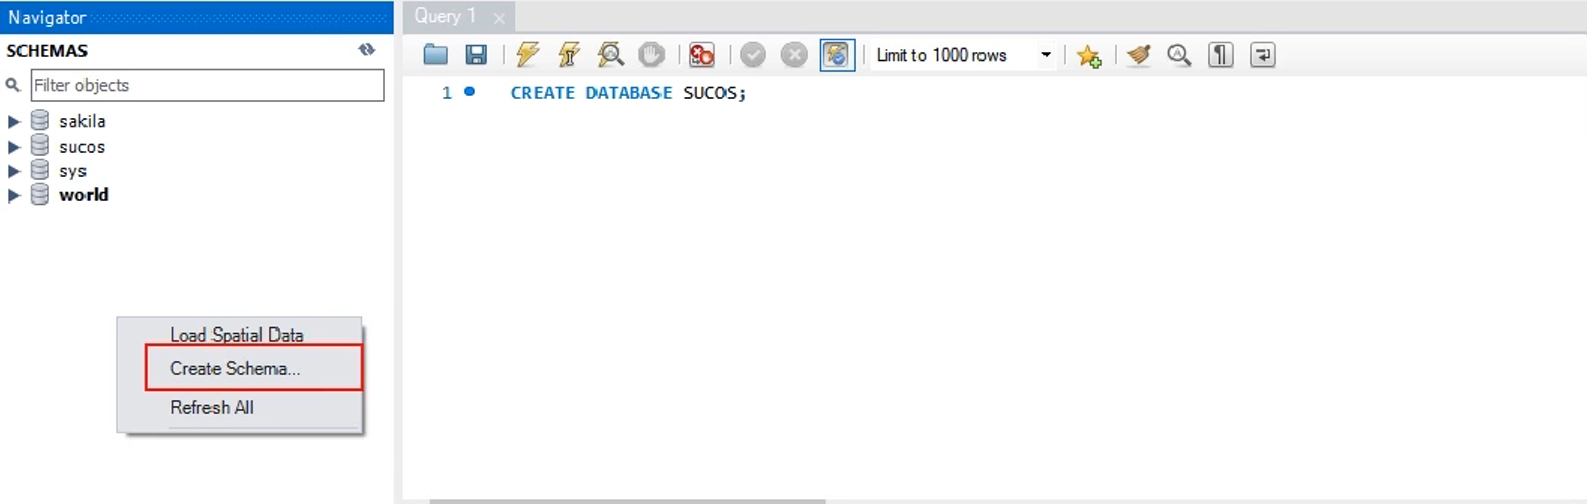 Navigator
SCHEMAS
Filter objects
sakila
sucos
sys
world
Load Spatial Data
Create Schema...
Refresh All
Query 1
Limit to 1000 rows
1 CREATE DATABASE SUCOS;